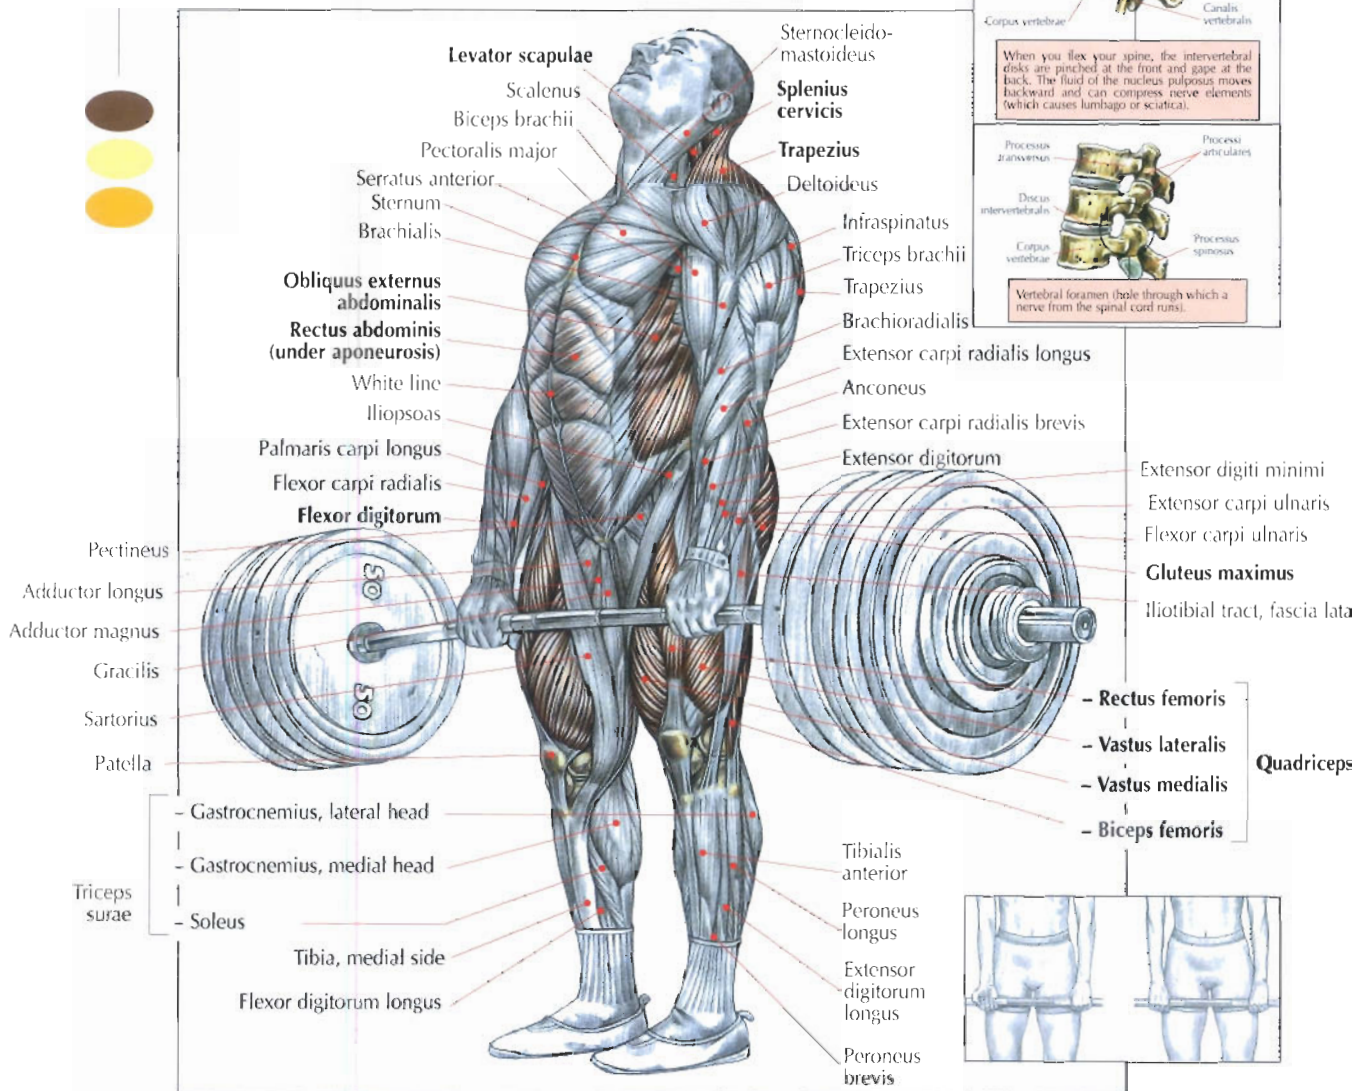 Corpus vertebrae
Canalis
vertebralis
When you flex your spine, the intervertebral
disks are pinched at the front and gape at the
back. The fluid of the nucleus pulposus moves
backward and can compress nerve elements
(which causes lumbago or sciatica).
Processus
transversus
Processi
articulares
Discus
intervertebralis
Corpus
vertebrae
Processus
spinosus
Vertebral foramen (hole through which a
nerve from the spinal cord runs).
Levator scapulae
Scalenus
Biceps brachii
Pectoralis major
Serratus anterior
Sternum
Brachialis
Obliquus externus
abdominalis
Rectus abdominis
(under aponeurosis)
White line
Iliopsoas
Palmaris carpi longus
Flexor carpi radialis
Flexor digitorum
Pectineus
Adductor longus
Adductor magnus
Gracilis
Sartorius
Patella
Gastrocnemius, lateral head
Gastrocnemius, medial head
Triceps
surae
Soleus
Tibia, medial side
Flexor digitorum longus
Sternocleido-
mastoideus
Splenius
cervicis
Trapezius
Deltoideus
Infraspinatus
Triceps brachii
Trapezius
Brachioradialis
Extensor carpi radialis longus
Anconeus
Extensor carpi radialis brevis
Extensor digitorum
Extensor digiti minimi
Extensor carpi ulnaris
Flexor carpi ulnaris
Gluteus maximus
Iliotibial tract, fascia lata
Rectus femoris
Vastus lateralis
Vastus medialis
Biceps femoris
Quadriceps
Tibialis
anterior
Peroneus
longus
Extensor
digitorum
longus
Peroneus
brevis
50
50